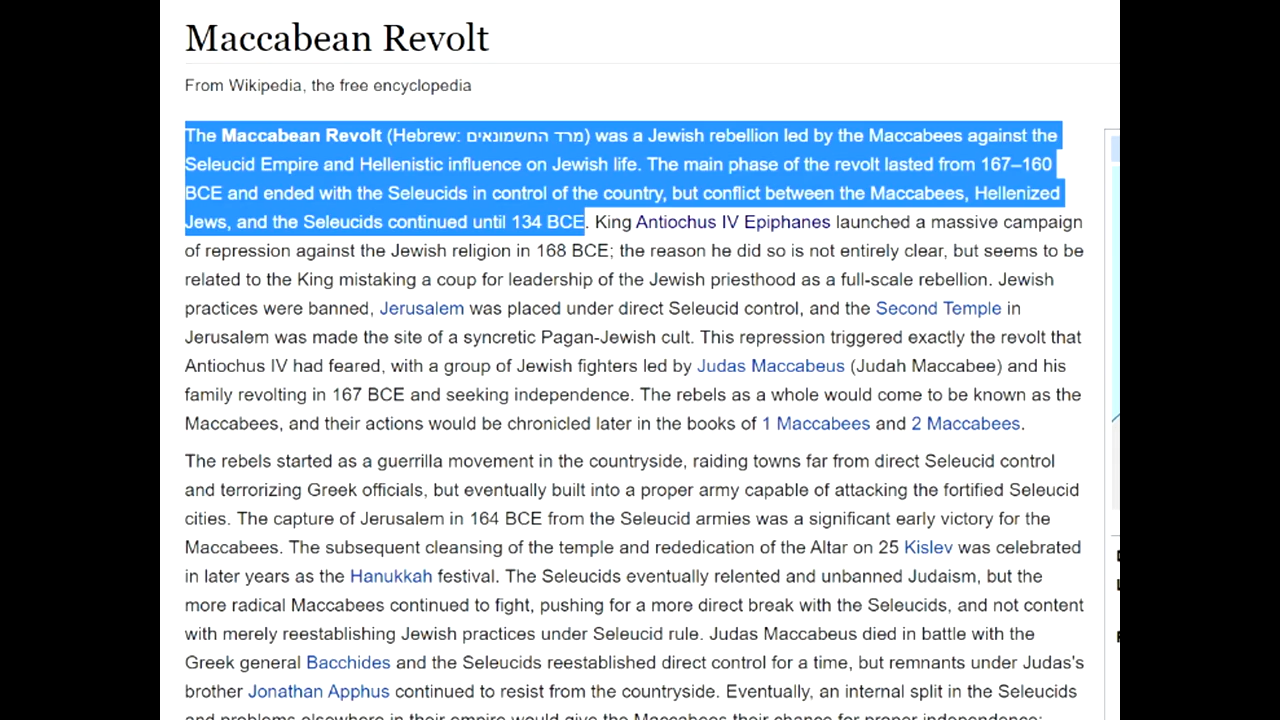 Maccabean Revolt
From Wikipedia, the free encyclopedia
The Maccabean Revolt (Hebrew: מרד החשמונאים) was a Jewish rebellion led by the Maccabees against the
Seleucid Empire and Hellenistic influence on Jewish life. The main phase of the revolt lasted from 167–160
BCE and ended with the Seleucids in control of the country, but conflict between the Maccabees, Hellenized
Jews, and the Seleucids continued until 134 BCE. King Antiochus IV Epiphanes launched a massive campaign
of repression against the Jewish religion in 168 BCE; the reason he did so is not entirely clear, but seems to be
related to the King mistaking a coup for leadership of the Jewish priesthood as a full-scale rebellion. Jewish
practices were banned, Jerusalem was placed under direct Seleucid control, and the Second Temple in
Jerusalem was made the site of a syncretic Pagan-Jewish cult. This repression triggered exactly the revolt that
Antiochus IV had feared, with a group of Jewish fighters led by Judas Maccabeus (Judah Maccabee) and his
family revolting in 167 BCE and seeking independence. The rebels as a whole would come to be known as the
Maccabees, and their actions would be chronicled later in the books of 1 Maccabees and 2 Maccabees.
The rebels started as a guerrilla movement in the countryside, raiding towns far from direct Seleucid control
and terrorizing Greek officials, but eventually built into a proper army capable of attacking the fortified Seleucid
cities. The capture of Jerusalem in 164 BCE from the Seleucid armies was a significant early victory for the
Maccabees. The subsequent cleansing of the temple and rededication of the Altar on 25 Kislev was celebrated
in later years as the Hanukkah festival. The Seleucids eventually relented and unbanned Judaism, but the
more radical Maccabees continued to fight, pushing for a more direct break with the Seleucids, and not content
with merely reestablishing Jewish practices under Seleucid rule. Judas Maccabeus died in battle with the
Greek general Bacchides and the Seleucids reestablished direct control for a time, but remnants under Judas's
brother Jonathan Apphus continued to resist from the countryside. Eventually, an internal split in the Seleucids
and problems elsewhere in their empire would give the Maccabees their chance for proper independence;